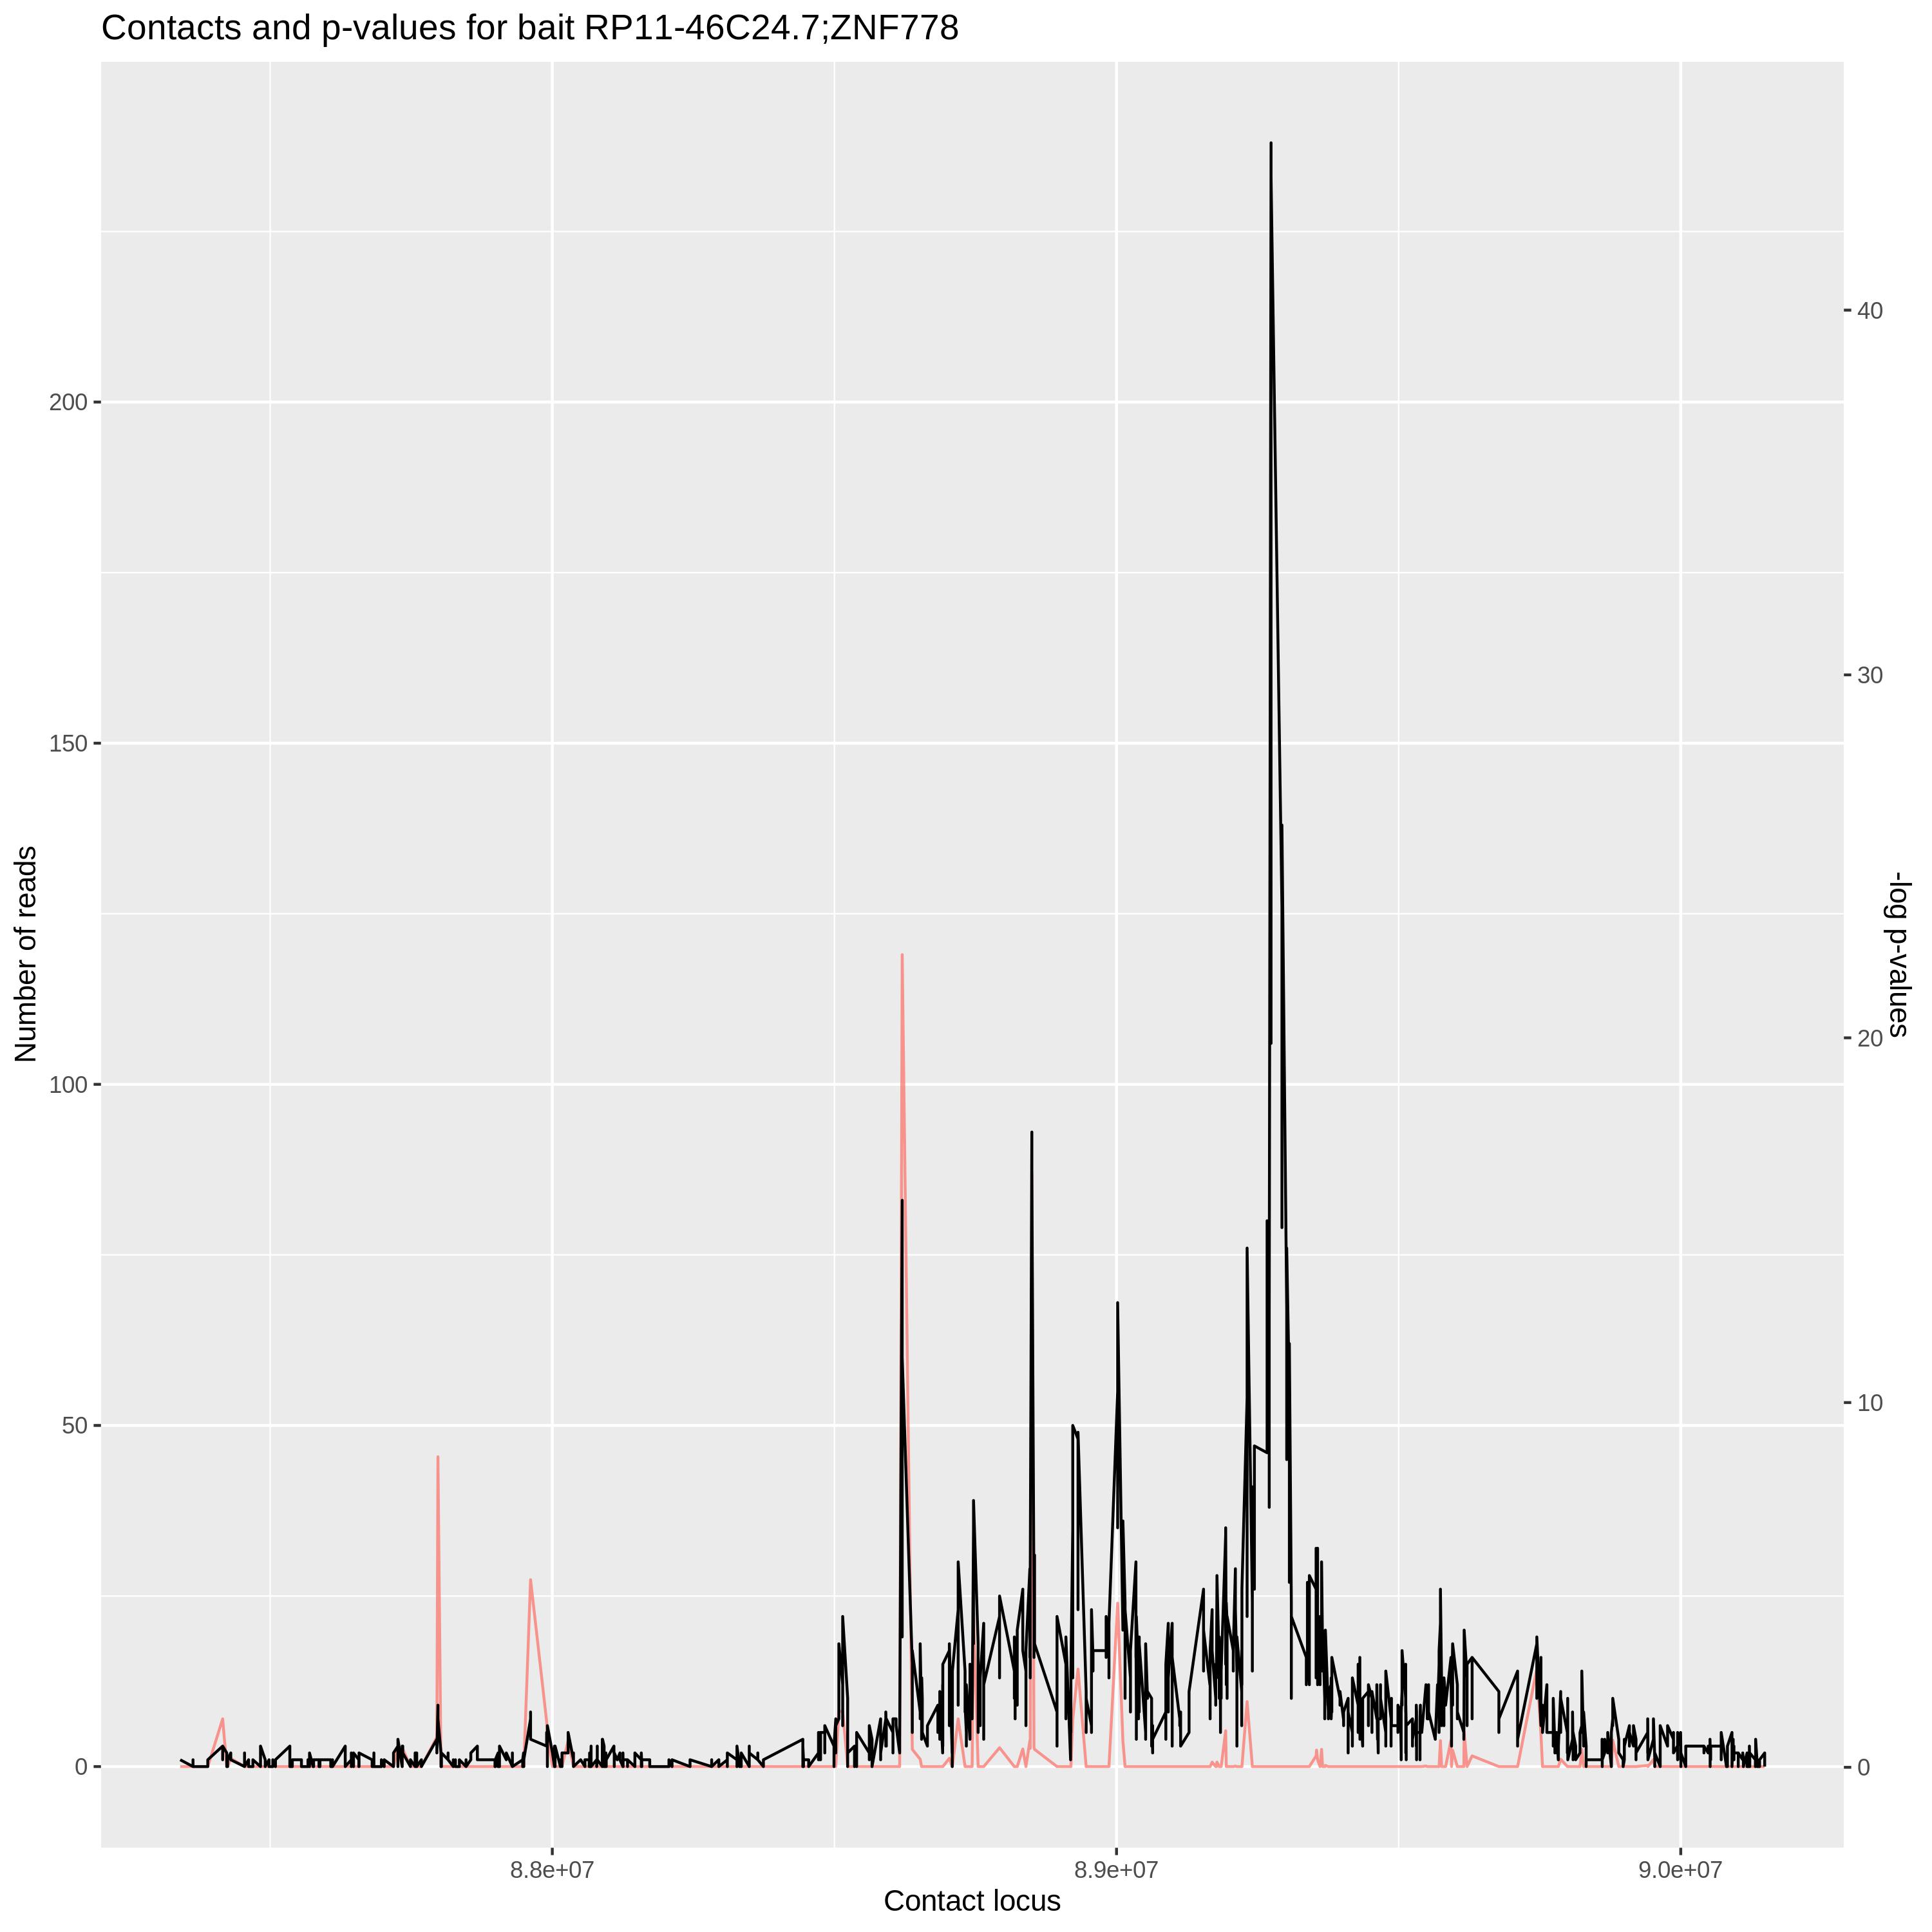 Contacts and p-values for bait RP11-46C24.7;ZNF778
Number of reads
200
150
100
50
0
40
30
20
10
0
-log p-values
8.8e+07
8.9e+07
9.0e+07
Contact locus